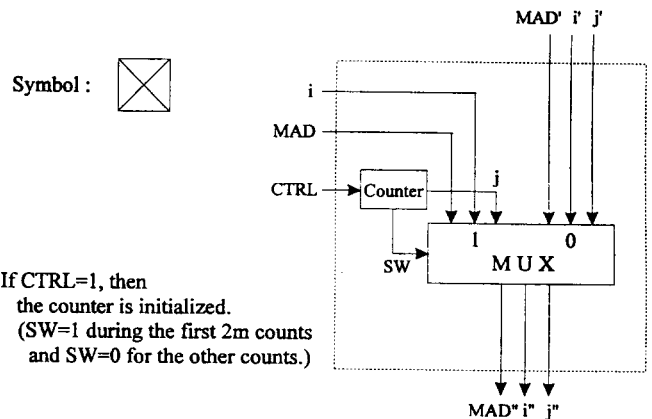 MAD' i' j'
Symbol :
i
MAD
CTRL
Counter
j
1 0
SW
M U X
If CTRL=1, then
the counter is initialized.
(SW=1 during the first 2m counts
and SW=0 for the other counts.)
MAD" i" j"